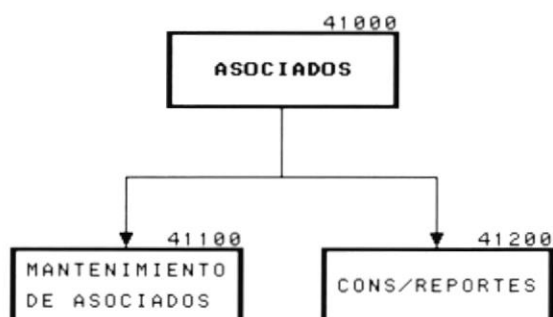 41000
ASOCIADOS
41100
MANTENIMIENTO
DE ASOCIADOS
41200
CONS/REPORTES